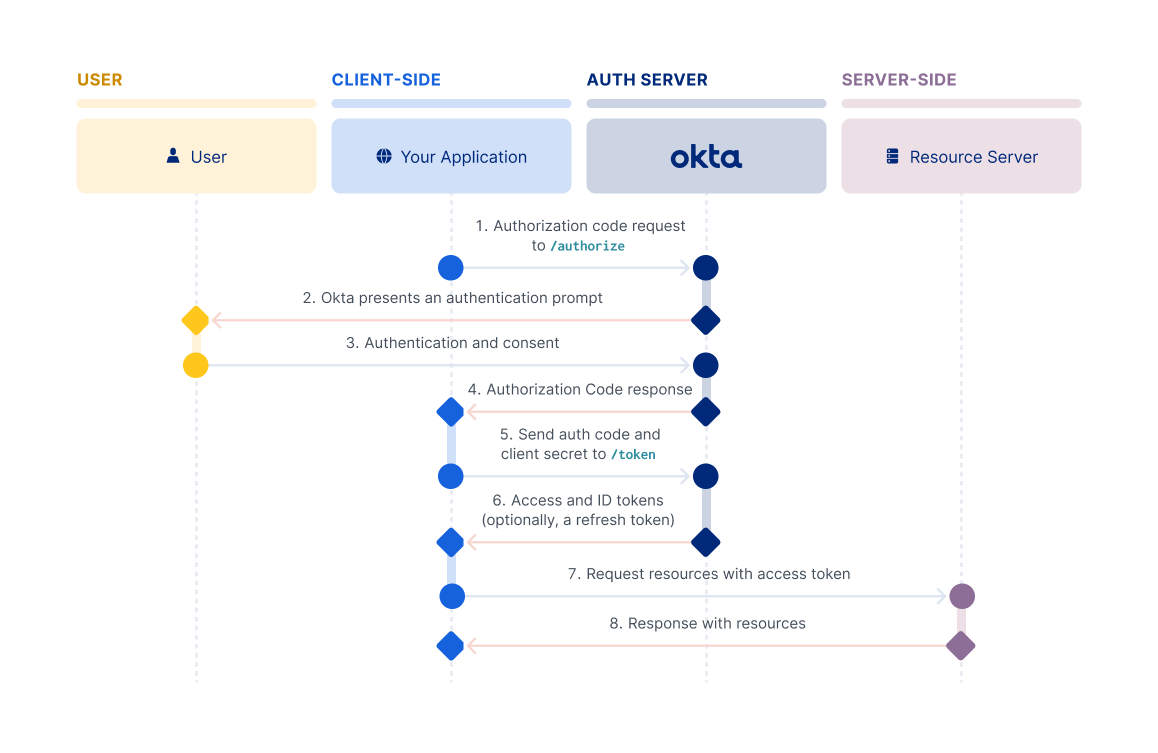 USER
CLIENT-SIDE
AUTH SERVER
SERVER-SIDE
User
Your Application
okta
Resource Server
1. Authorization code request
to /authorize
2. Okta presents an authentication prompt
3. Authentication and consent
4. Authorization Code response
5. Send auth code and
client secret to /token
6. Access and ID tokens
(optionally, a refresh token)
7. Request resources with access token
8. Response with resources